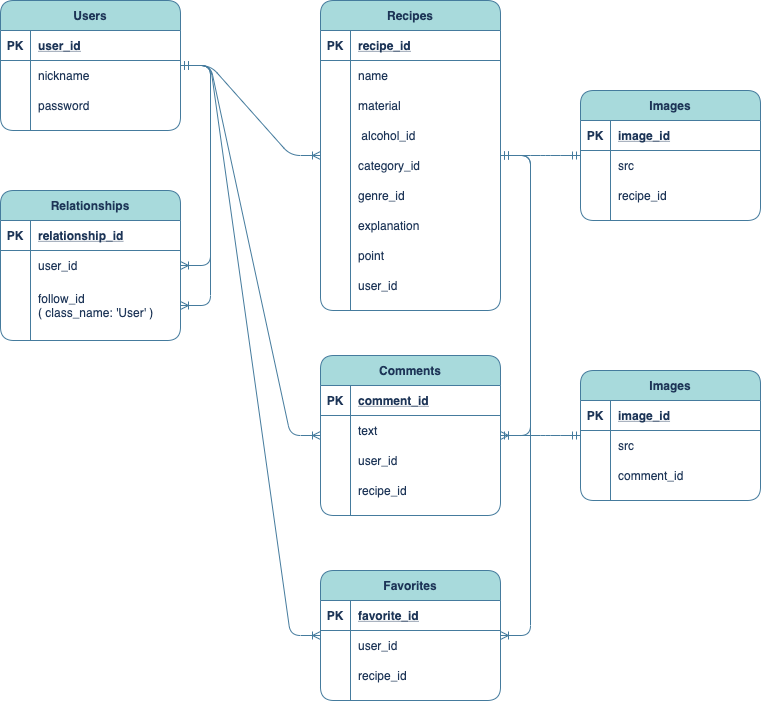 Users
PK user_id
nickname
password
Relationships
PK relationship_id
user_id
follow_id
( class_name: 'User' )
Recipes
PK recipe_id
name
material
alcohol_id
category_id
genre_id
explanation
point
user_id
Comments
PK comment_id
text
user_id
recipe_id
Favorites
PK favorite_id
user_id
recipe_id
Images
PK image_id
src
recipe_id
Images
PK image_id
src
comment_id